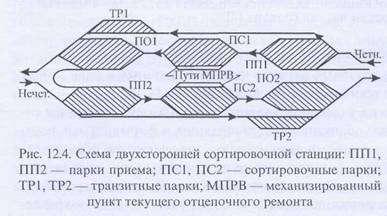 ТР1
ПО1
ПС1
ПП1
Четн.
Пути МПРВ
Нечет.
ПП2
ПС2
ПО2
ТР2
Рис. 12.4. Схема двухсторонней сортировочной станции: ПП1,
ПП2 — парки приема; ПС1, ПС2 — сортировочные парки;
ТР1, ТР2 — транзитные парки; МПРВ — механизированный
пункт текущего отцепочного ремонта